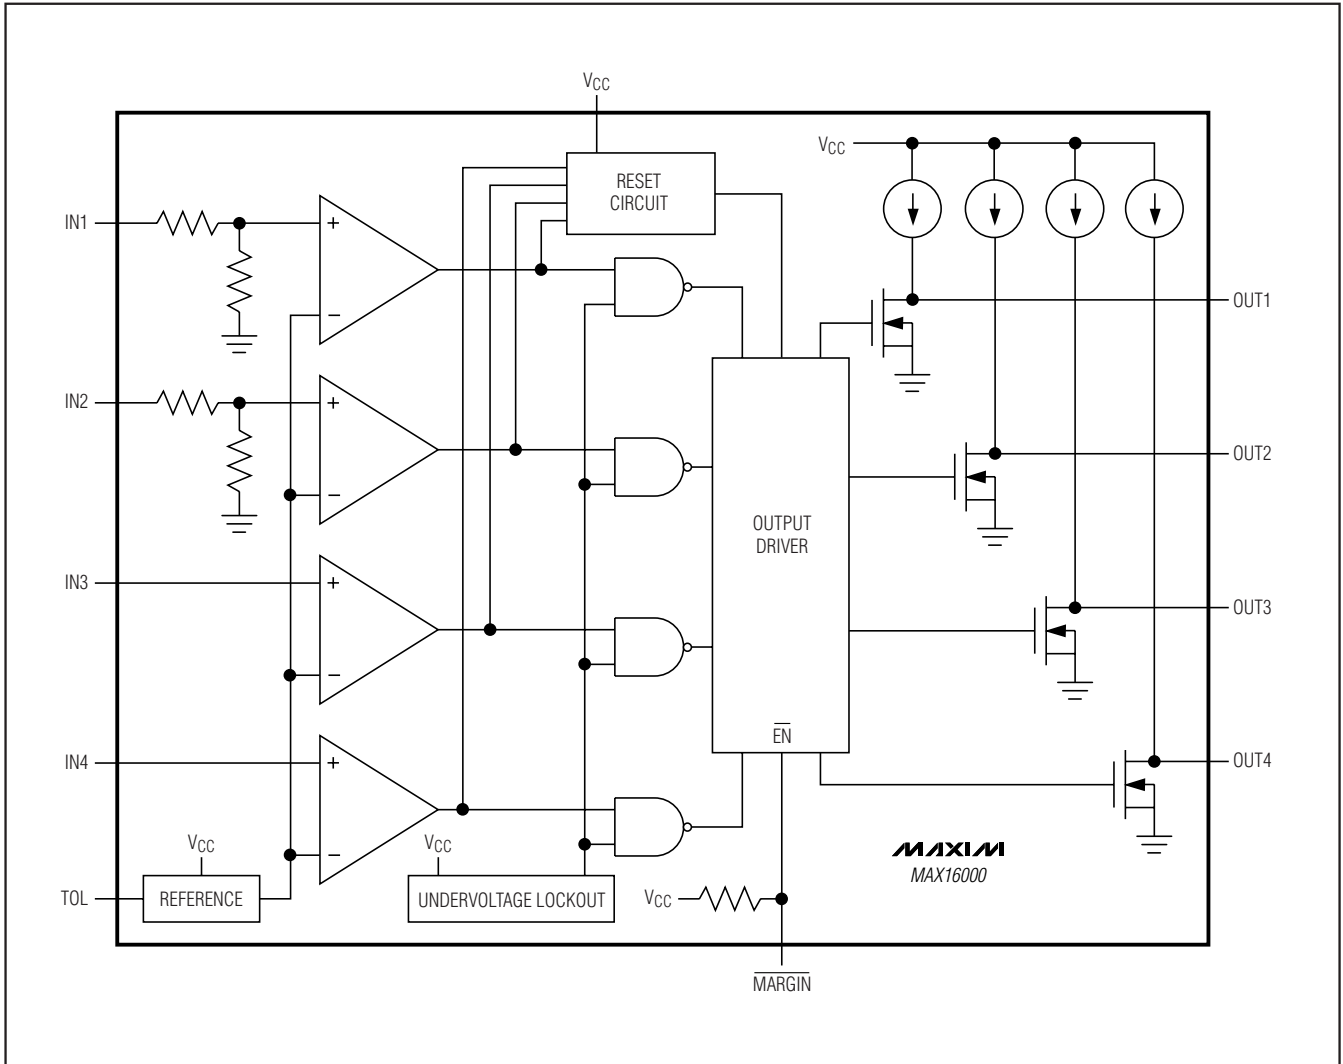 VCC
VCC
RESET
CIRCUIT
IN1
+
−
OUT1
IN2
+
−
OUT2
OUTPUT
DRIVER
IN3
+
−
OUT3
EN
IN4
+
−
OUT4
VCC
VCC
MAXIM
MAX16000
TOL
REFERENCE
UNDERVOLTAGE LOCKOUT
VCC
MARGIN